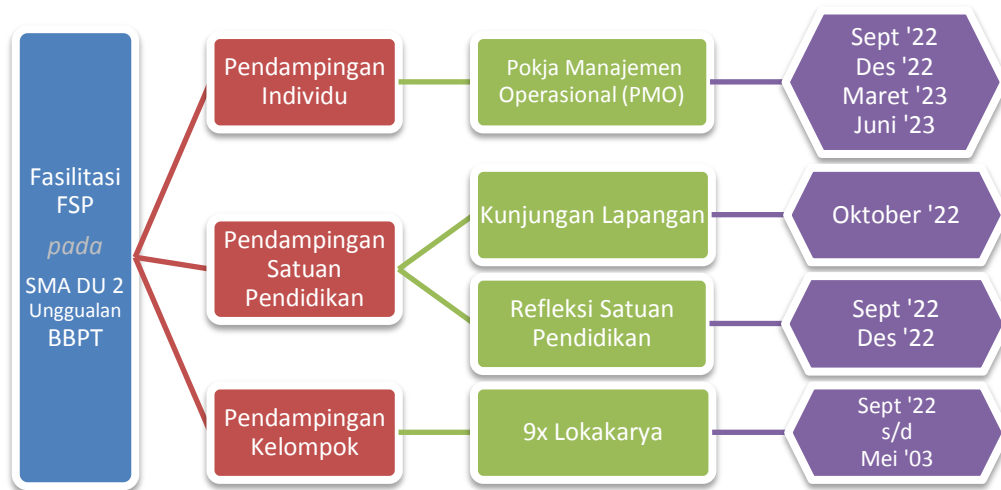 Fasilitasi
FSP
pada
SMA DU 2
Unggualan
BBPT
Pendampingan
Individu
Pokja Manajemen
Operasional (PMO)
Sept '22
Des '22
Maret '23
Juni '23
Pendampingan
Satuan
Pendidikan
Kunjungan Lapangan
Oktober '22
Refleksi Satuan
Pendidikan
Sept '22
Des '22
Pendampingan
Kelompok
9x Lokakarya
Sept '22
s/d
Mei '03